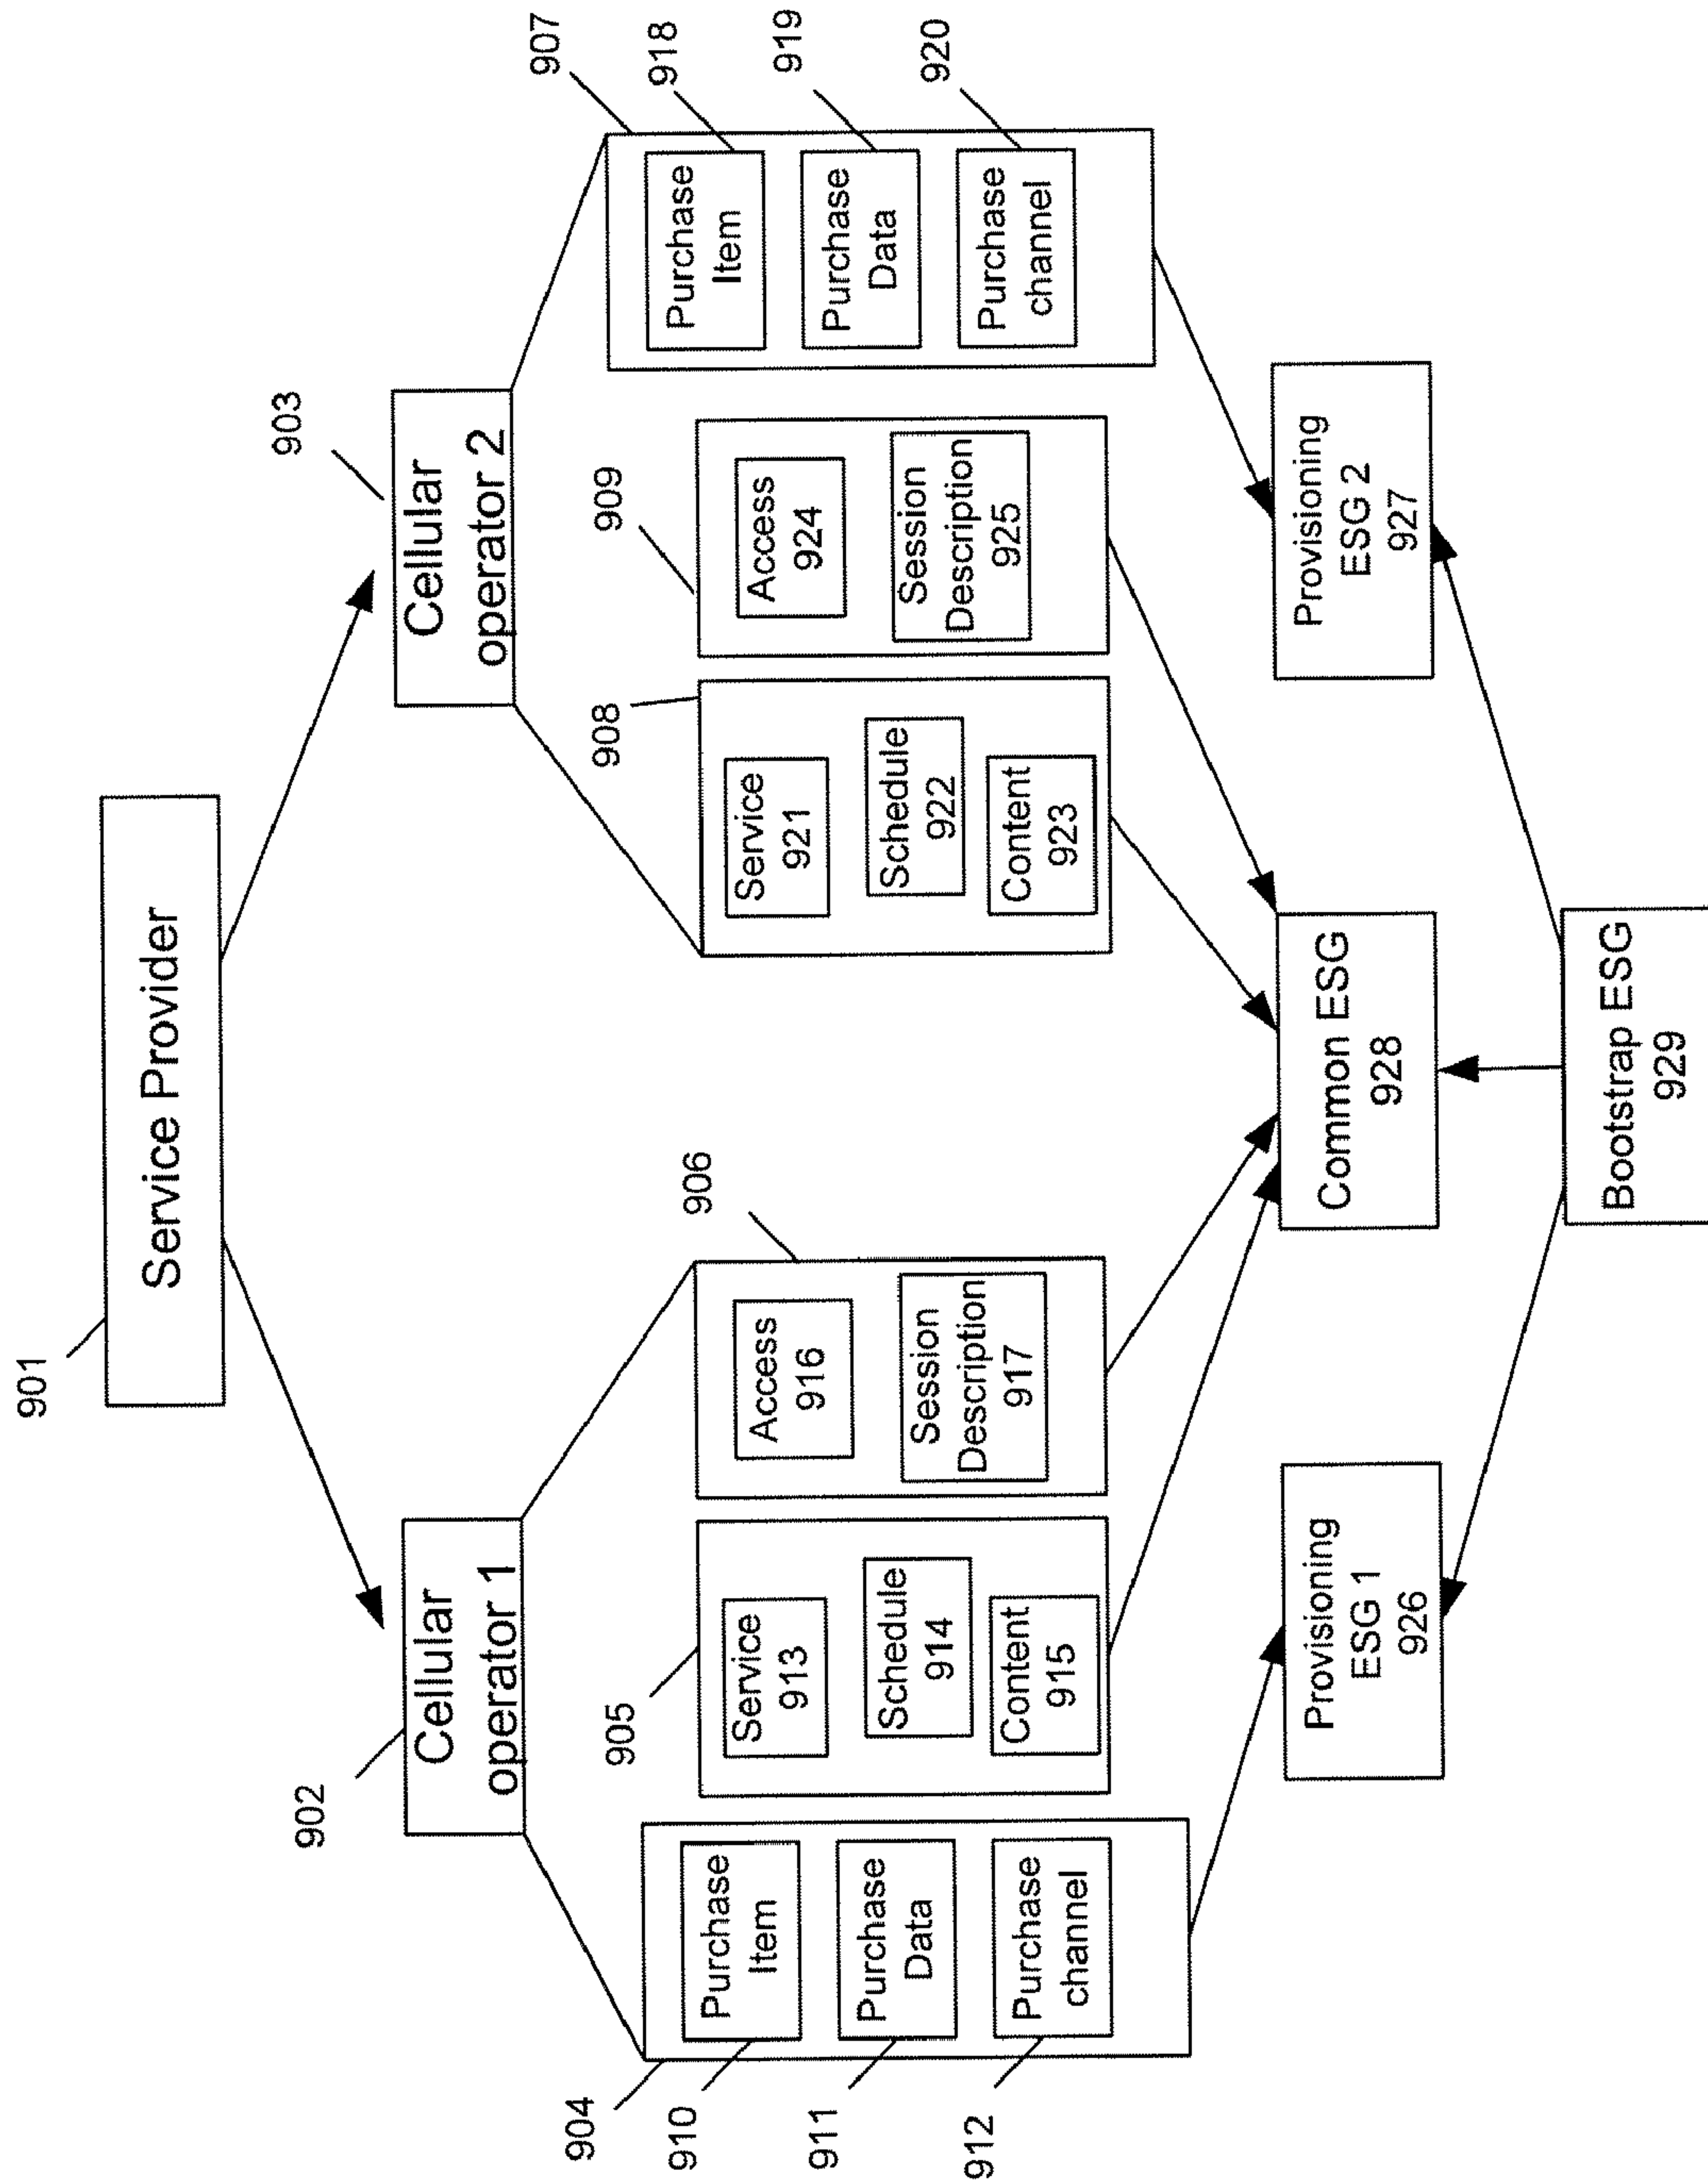 901
Service Provider
902
Cellular
operator 1
903
Cellular
operator 2
904
910
Purchase
Item
911
Purchase
Data
912
Purchase
channel
905
Service
913
Schedule
914
Content
915
906
Access
916
Session
Description
917
908
Service
921
Schedule
922
Content
923
909
Access
924
Session
Description
925
907
918
Purchase
Item
919
Purchase
Data
920
Purchase
channel
Provisioning
ESG 1
926
Common ESG
928
Provisioning
ESG 2
927
Bootstrap ESG
929